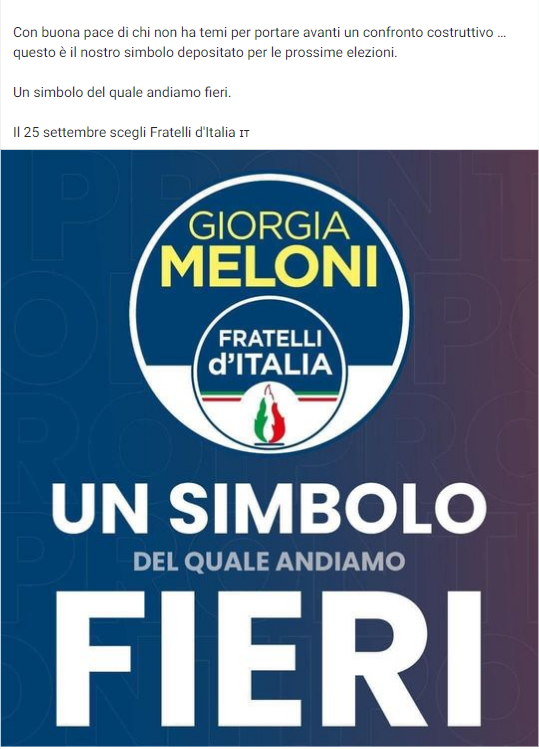 Con buona pace di chi non ha temi per portare avanti un confronto costruttivo ...
questo è il nostro simbolo depositato per le prossime elezioni.
Un simbolo del quale andiamo fieri.
Il 25 settembre scegli Fratelli d'Italia IT
GIORGIA
MELONI
FRATELLI
d'ITALIA
UN SIMBOLO
DEL QUALE ANDIAMO
FIERI